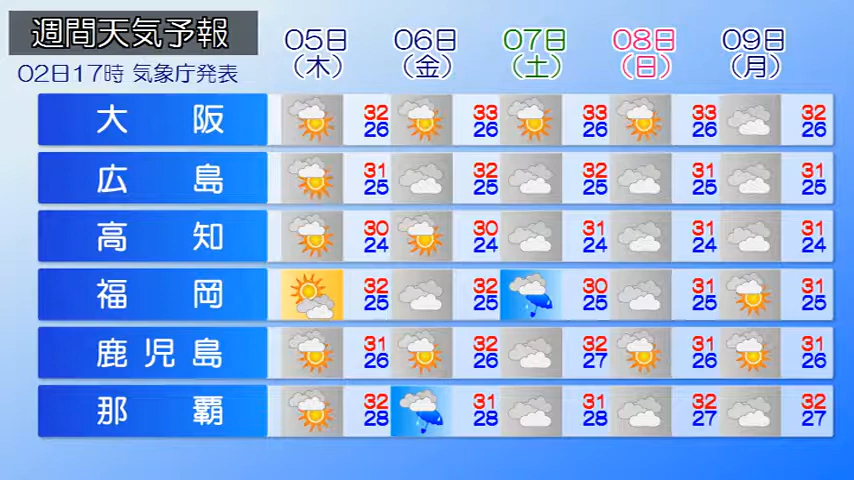 週間天気予報
02日17時 気象庁発表
05日 06日 07日 08日 09日
(木) (金) (土) (日) (月)
大阪 32 26 33 26 33 26 33 26 32 26
広島 31 25 32 25 32 25 31 25 31 25
高知 30 24 30 24 31 24 31 24 31 24
福岡 32 25 32 25 30 25 31 25 31 25
鹿児島 31 26 32 26 32 27 31 26 31 26
那覇 32 28 31 28 31 28 32 27 32 27